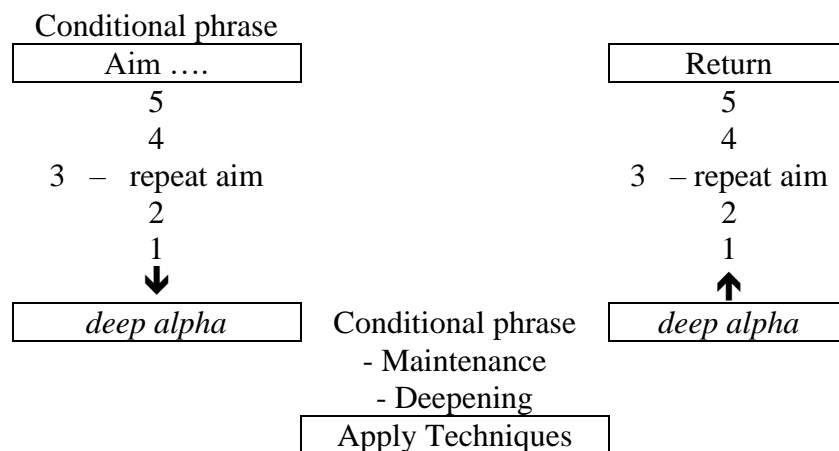 Conditional phrase
Aim .... Return
5 5
4 4
3 – repeat aim 3 – repeat aim
2 2
1 1
deep alpha Conditional phrase deep alpha
- Maintenance
- Deepening
Apply Techniques